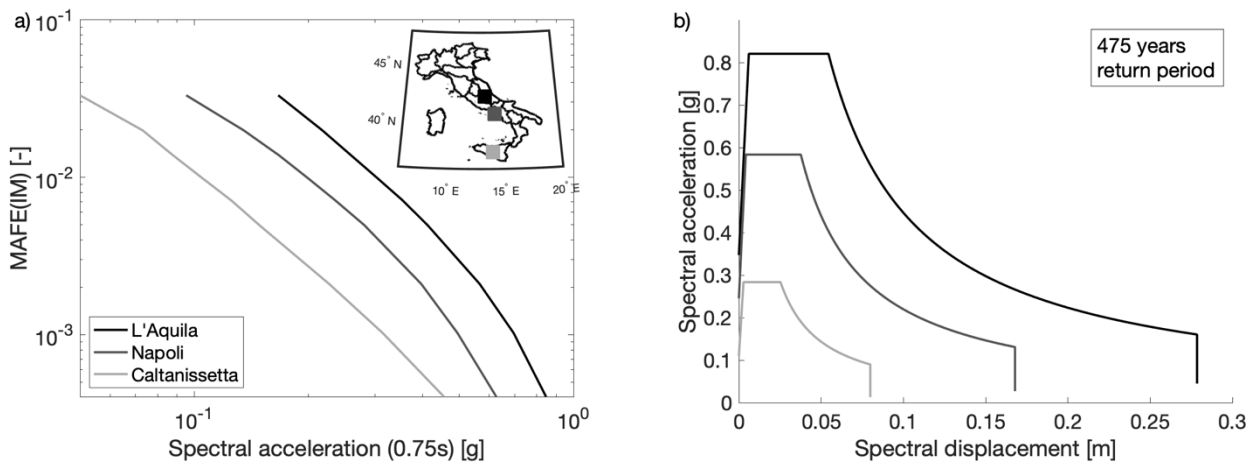 a)
10⁻¹
10⁻²
10⁻³
MAFE(IM) [-]
45° N
40° N
10° E
15° E
20° E
L'Aquila
Napoli
Caltanissetta
10⁻¹
10⁰
Spectral acceleration (0.75s) [g]
b)
475 years
return period
0.8
0.7
0.6
0.5
0.4
0.3
0.2
0.1
0
Spectral acceleration [g]
0
0.05
0.1
0.15
0.2
0.25
0.3
Spectral displacement [m]